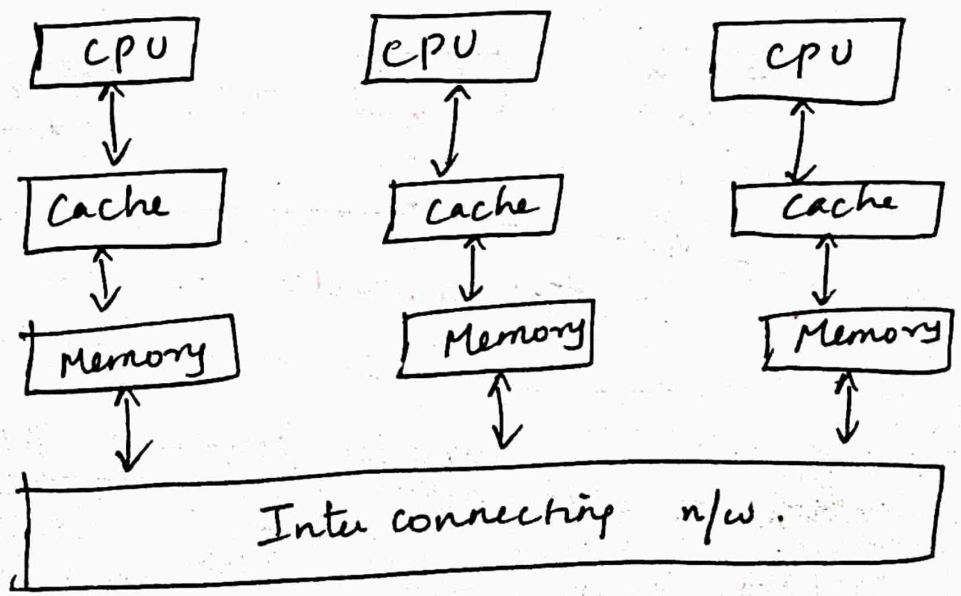 CPU CPU CPU
Cache Cache Cache
Memory Memory Memory
Inter connecting n/w.